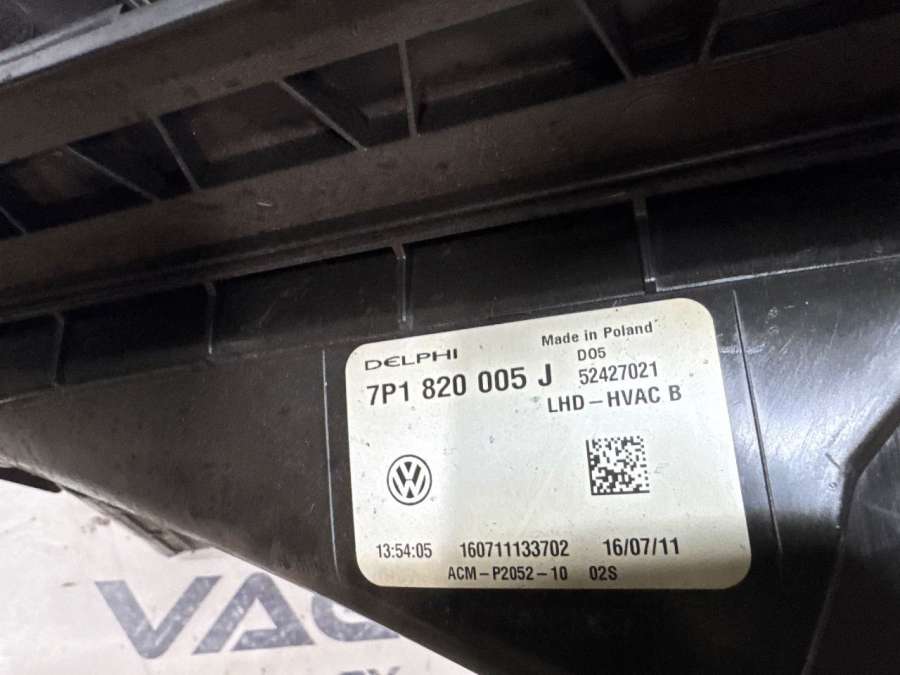 DELPHI
Made in Poland
D05
7P1 820 005 J
52427021
LHD-HVAC B
13:54:05 160711133702 16/07/11
ACM-P2052-10 02S
VAG